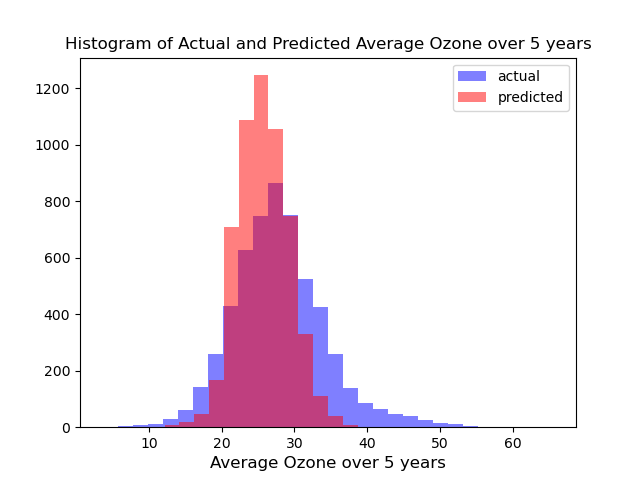 Histogram of Actual and Predicted Average Ozone over 5 years
actual
predicted
1200
1000
800
600
400
200
0
10 20 30 40 50 60
Average Ozone over 5 years